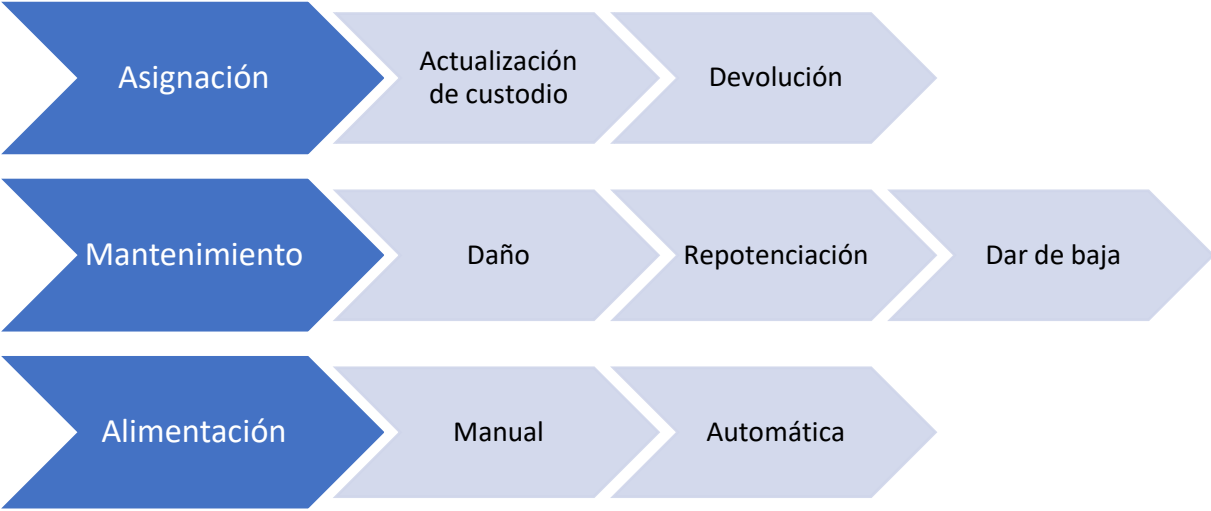 Asignación
Actualización
de custodio
Devolución
Mantenimiento
Daño
Repotenciación
Dar de baja
Alimentación
Manual
Automática